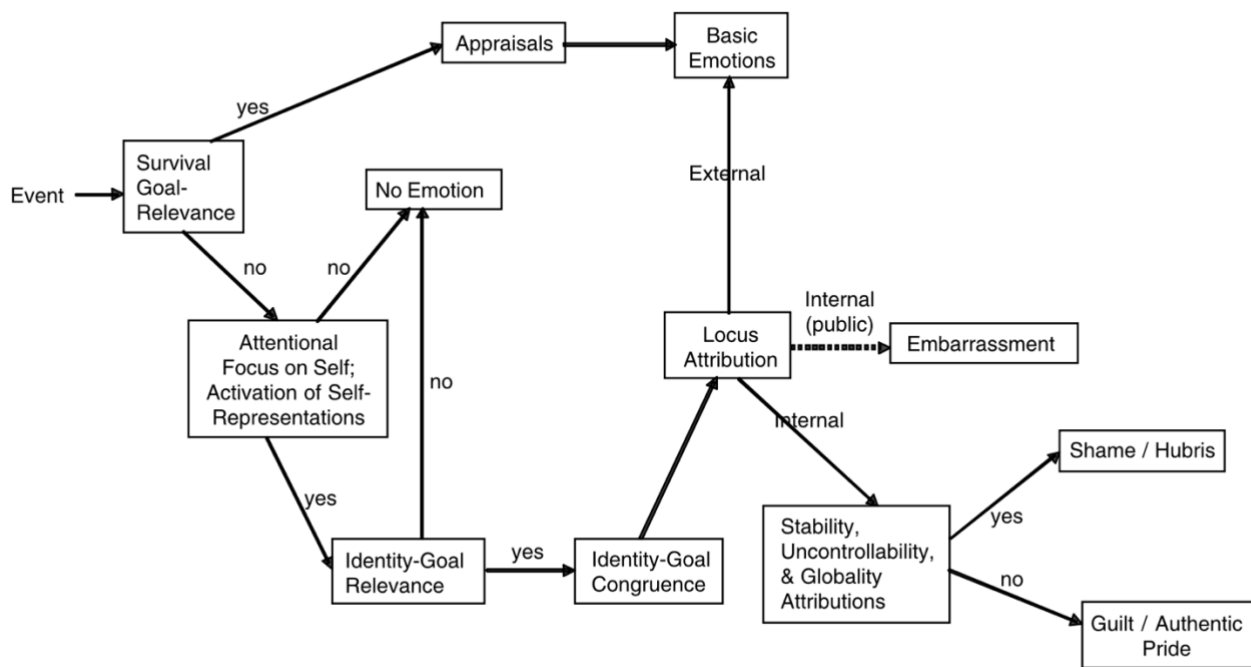 Appraisals
Basic
Emotions
yes
Survival
Goal-
Relevance
Event
No Emotion
External
no
no
Attentional
Focus on Self;
Activation of Self-
Representations
no
Locus
Attribution
Internal
(public)
Embarrassment
Internal
yes
Identity-Goal
Relevance
yes
Identity-Goal
Congruence
Stability,
Uncontrollability,
& Globality
Attributions
Shame / Hubris
yes
no
Guilt / Authentic
Pride